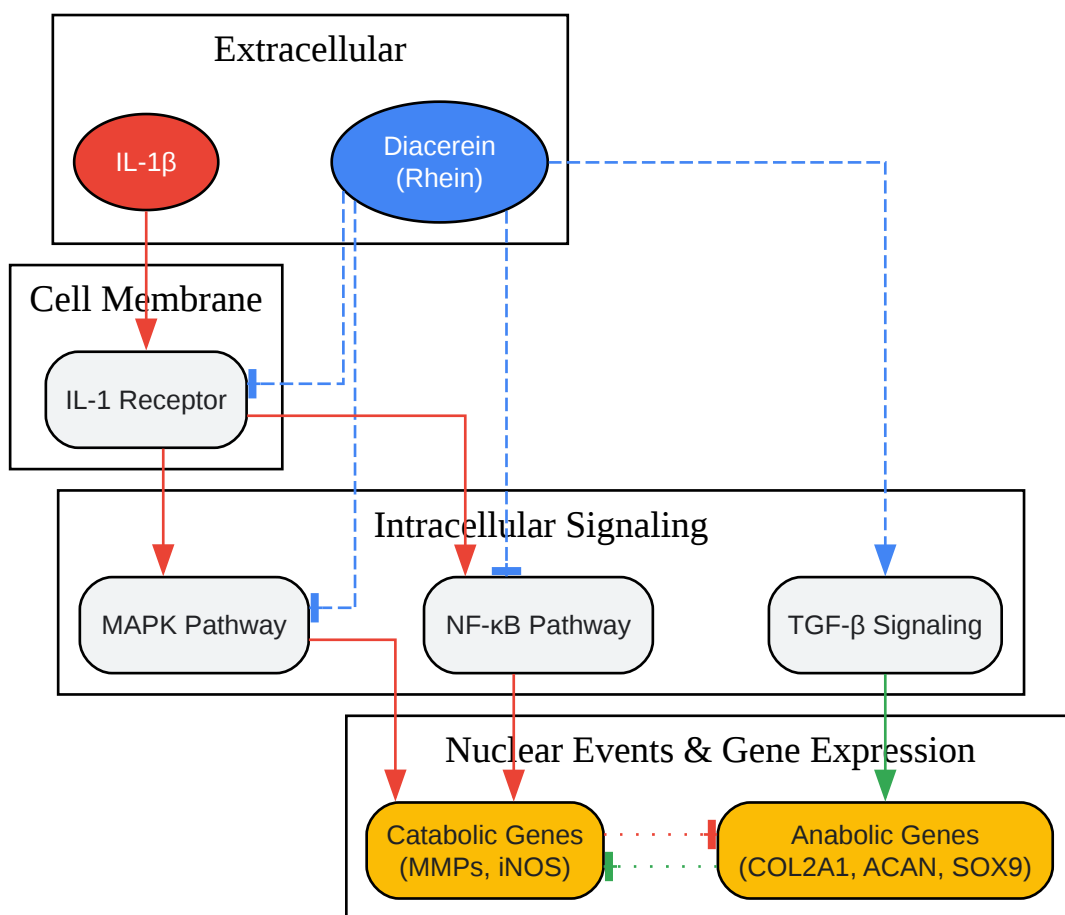 Extracellular
IL-1β
Diacerein
(Rhein)
Cell Membrane
IL-1 Receptor
Intracellular Signaling
MAPK Pathway
NF-κB Pathway
TGF-β Signaling
Nuclear Events & Gene Expression
Catabolic Genes
(MMPs, iNOS)
Anabolic Genes
(COL2A1, ACAN, SOX9)